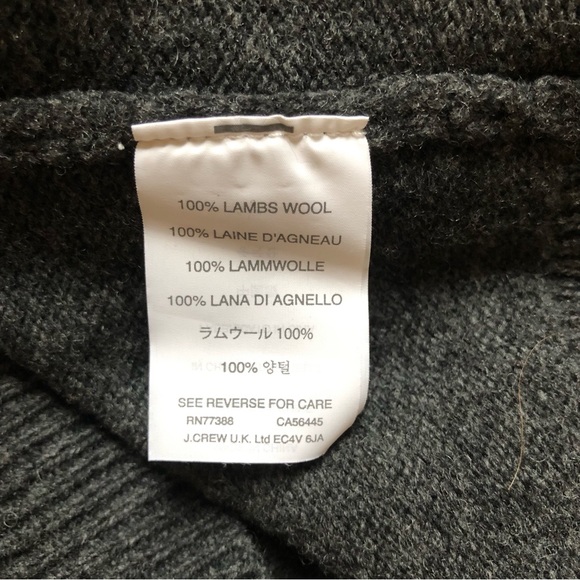 100% LAMBS WOOL
100% LAINE D'AGNEAU
100% LAMMWOLLE
100% LANA DI AGNELLO
ラムウール 100%
100% 양털
SEE REVERSE FOR CARE
RN77388 CA56445
J.CREW U.K. Ltd EC4V 6JA